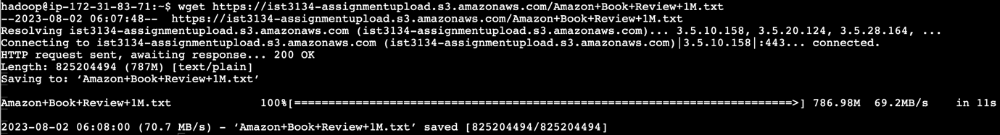 hadoop@ip-172-31-83-71:~$ wget https://ist3134-assignmentupload.s3.amazonaws.com/Amazon+Book+Review+1M.txt
--2023-08-02 06:07:48--  https://ist3134-assignmentupload.s3.amazonaws.com/Amazon+Book+Review+1M.txt
Resolving ist3134-assignmentupload.s3.amazonaws.com (ist3134-assignmentupload.s3.amazonaws.com)... 3.5.10.158, 3.5.20.124, 3.5.28.164, ...
Connecting to ist3134-assignmentupload.s3.amazonaws.com (ist3134-assignmentupload.s3.amazonaws.com)|3.5.10.158|:443... connected.
HTTP request sent, awaiting response... 200 OK
Length: 825204494 (787M) [text/plain]
Saving to: ‘Amazon+Book+Review+1M.txt’
Amazon+Book+Review+1M.txt 100%[=========================================================================>] 786.98M 69.2MB/s in 11s
2023-08-02 06:08:00 (70.7 MB/s) - ‘Amazon+Book+Review+1M.txt’ saved [825204494/825204494]